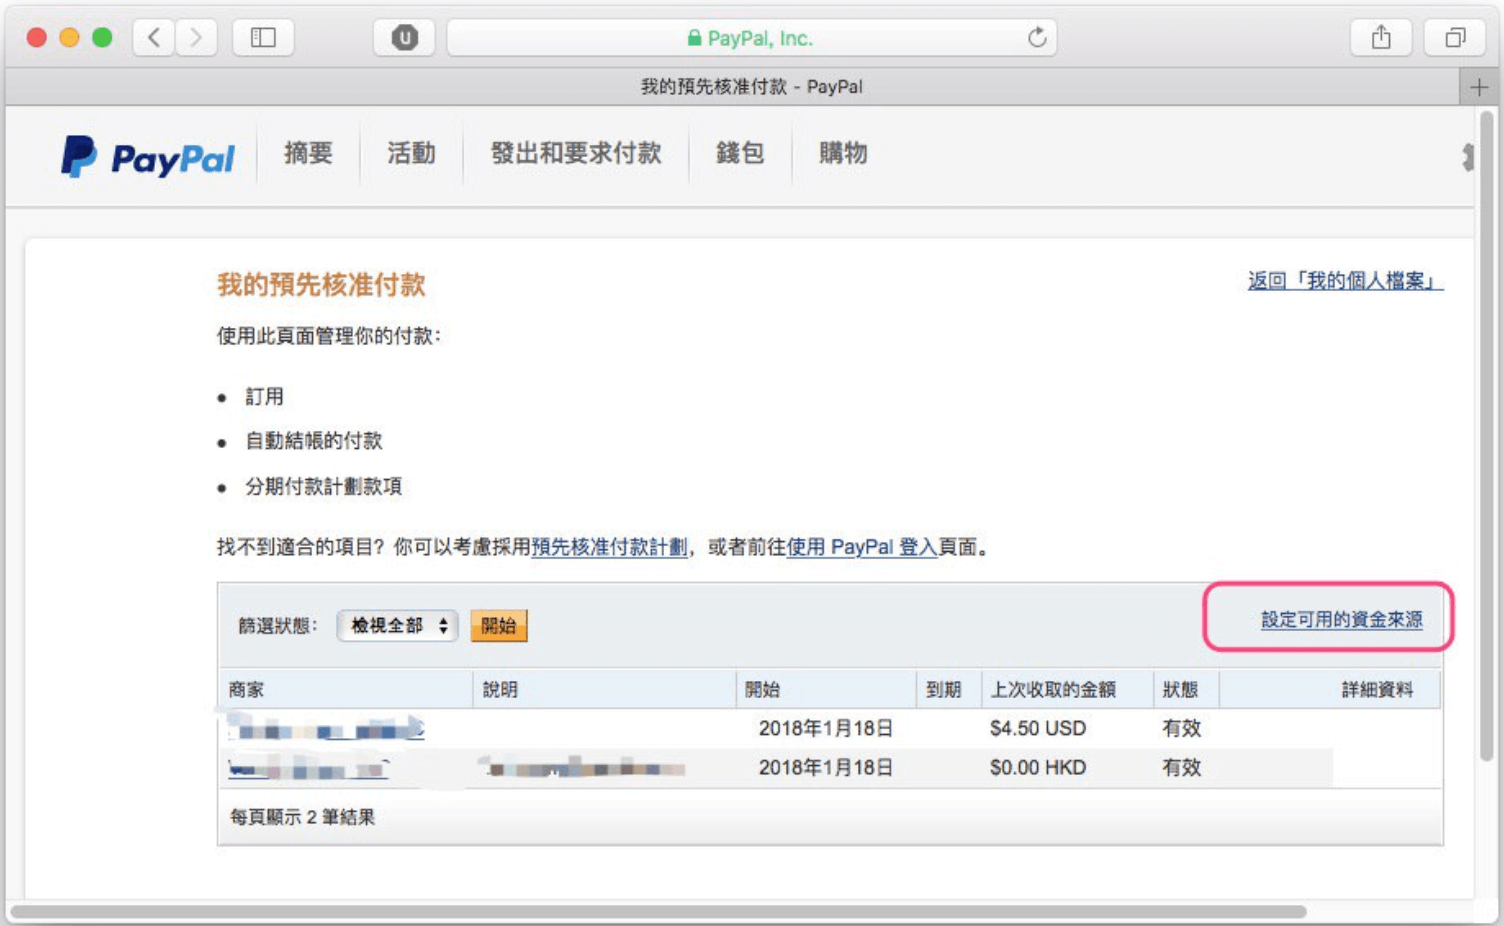 PayPal, Inc.
我的預先核准付款 - PayPal
PayPal 摘要 活動 發出和要求付款 錢包 購物
我的預先核准付款
返回「我的個人檔案」
使用此頁面管理你的付款：
訂用
自動結帳的付款
分期付款計劃款項
找不到適合的項目？你可以考慮採用預先核准付款計劃，或者前往使用 PayPal 登入頁面。
篩選狀態： 檢視全部 開始 設定可用的資金來源
商家 說明 開始 到期 上次收取的金額 狀態 詳細資料
2018年1月18日 $4.50 USD 有效
2018年1月18日 $0.00 HKD 有效
每頁顯示 2 筆結果